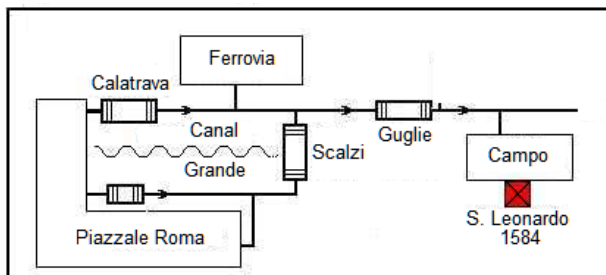 Ferrovia
Calatrava
Canal
Grande
Scalzi
Guglie
Campo
Piazzale Roma
S. Leonardo
1584